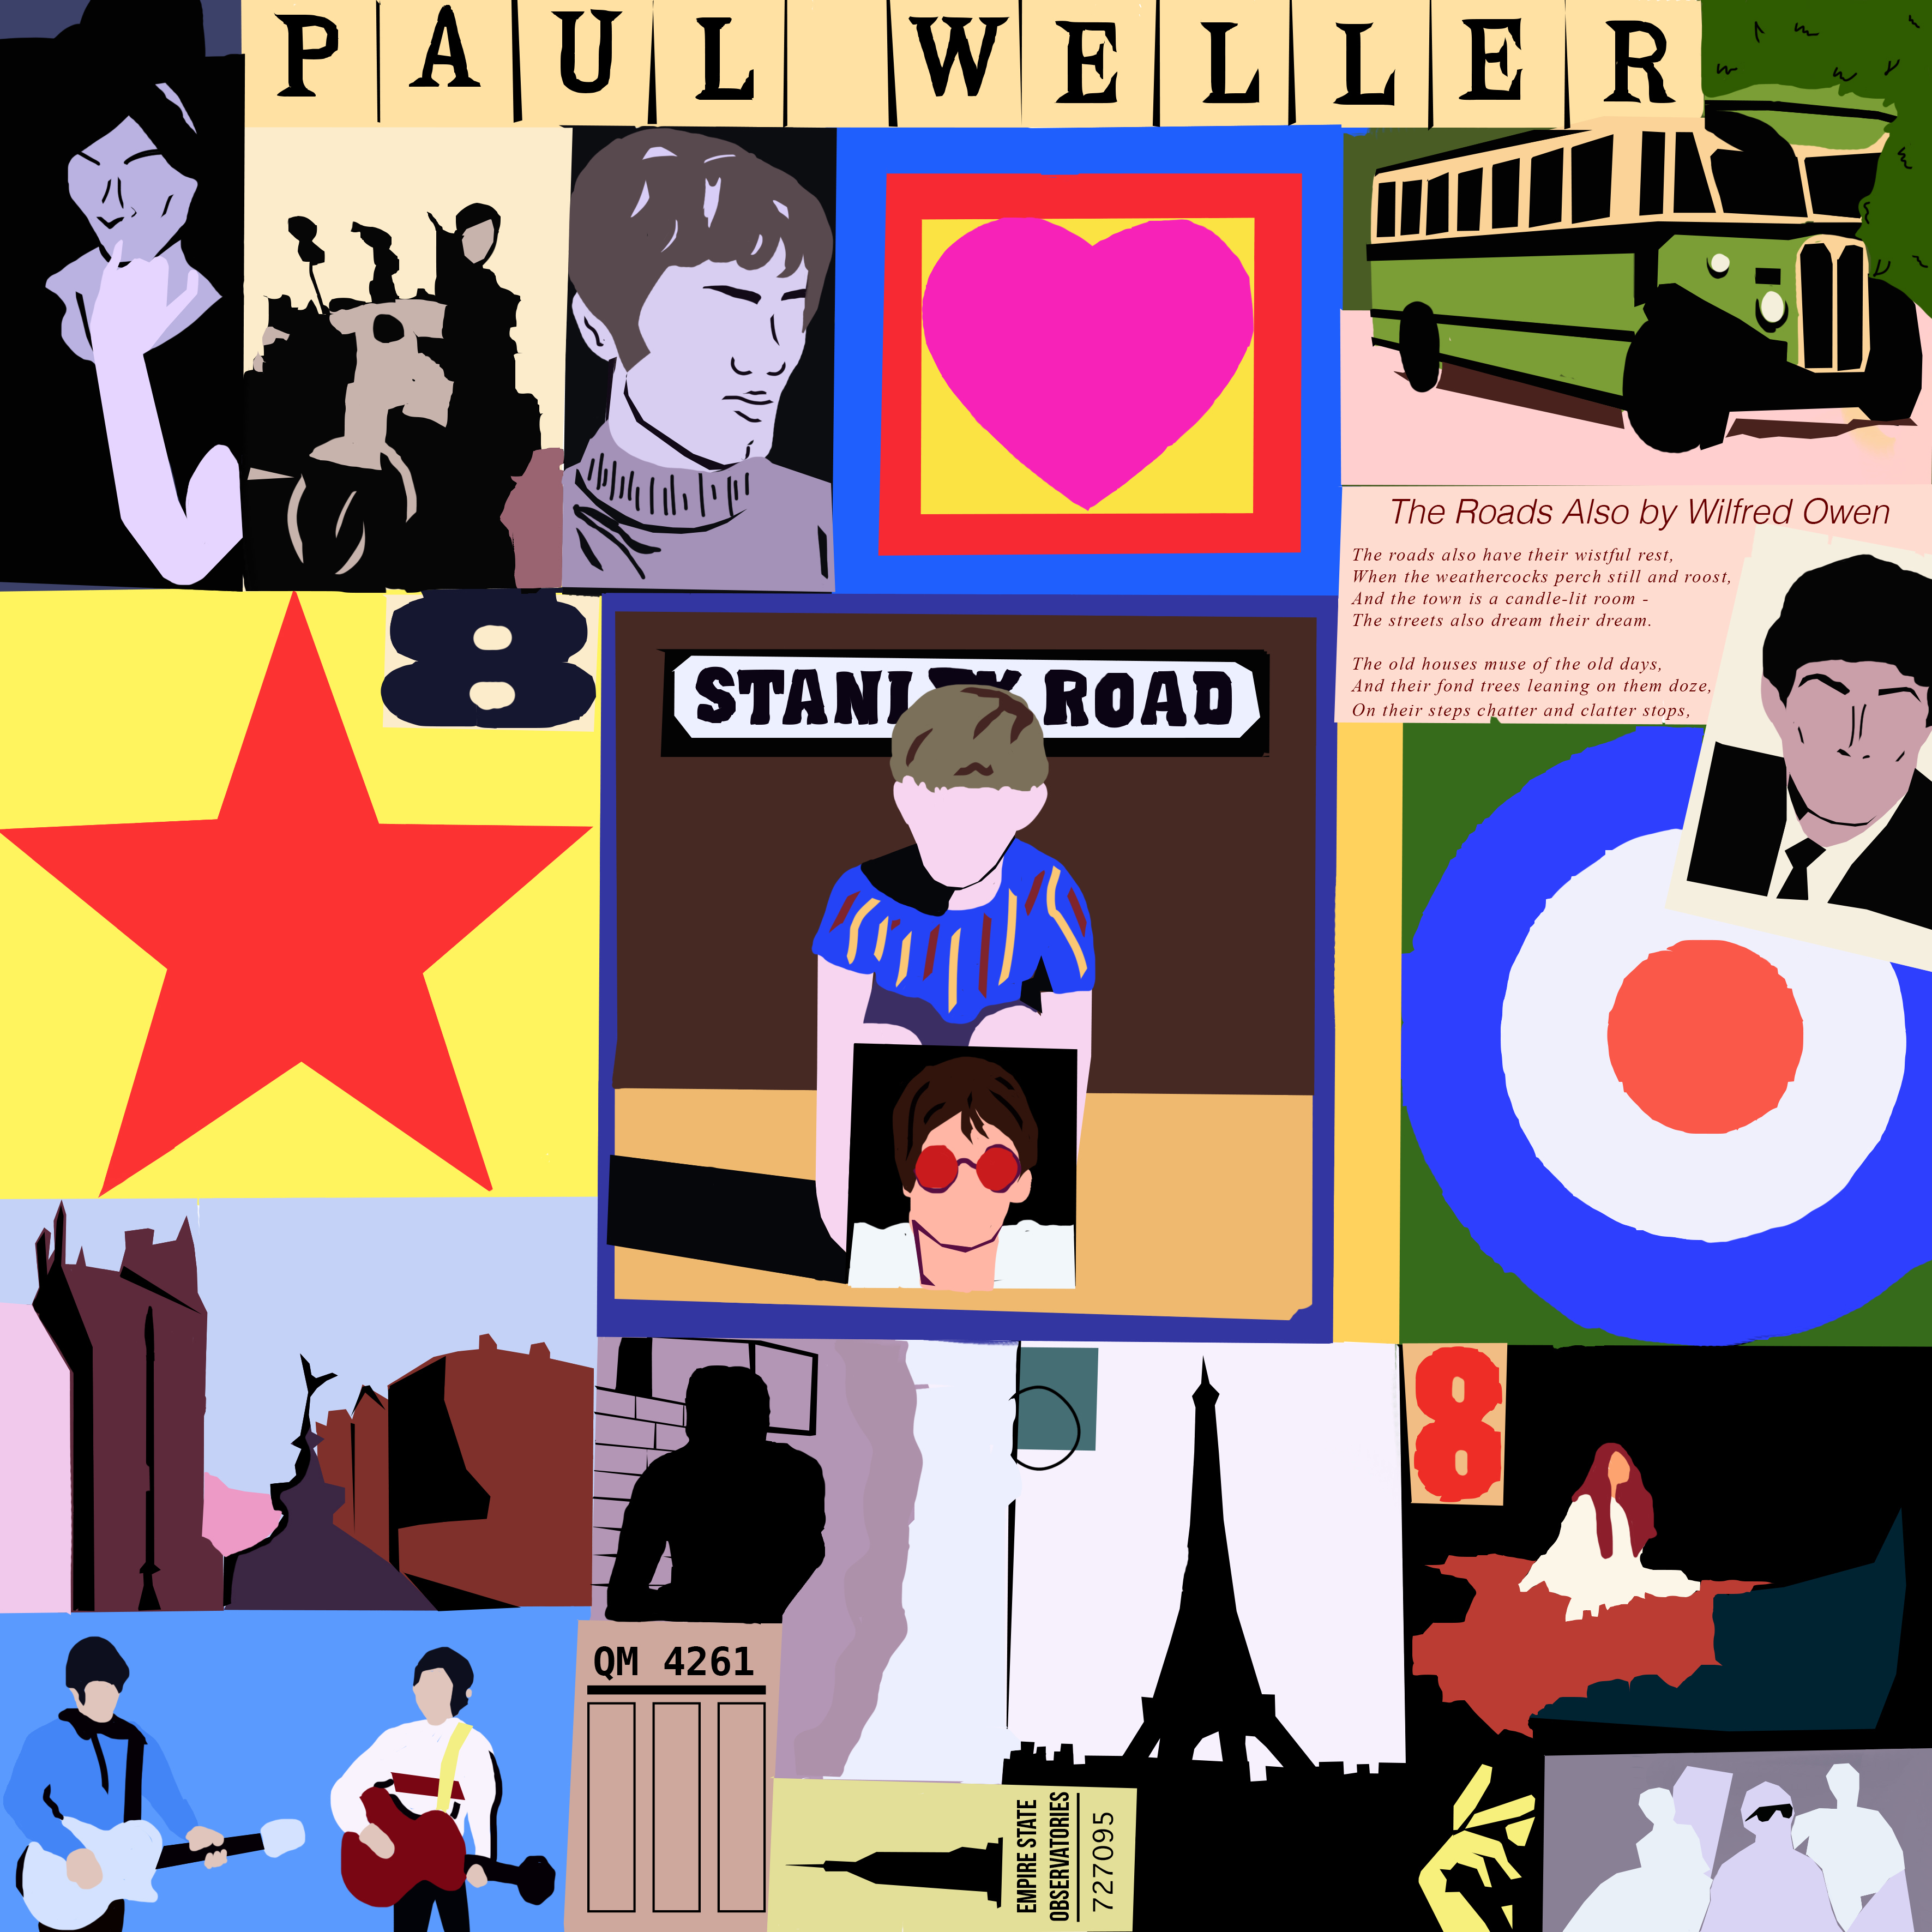 PAUL WELLER
8
The Roads Also by Wilfred Owen
The roads also have their wistful rest,
When the weathercocks perch still and roost,
And the town is a candle-lit room -
The streets also dream their dream.
The old houses muse of the old days,
And their fond trees leaning on them doze,
On their steps chatter and clatter stops,
STANLEY ROAD
8
QM 4261
EMPIRE STATE
OBSERVATORIES
727095